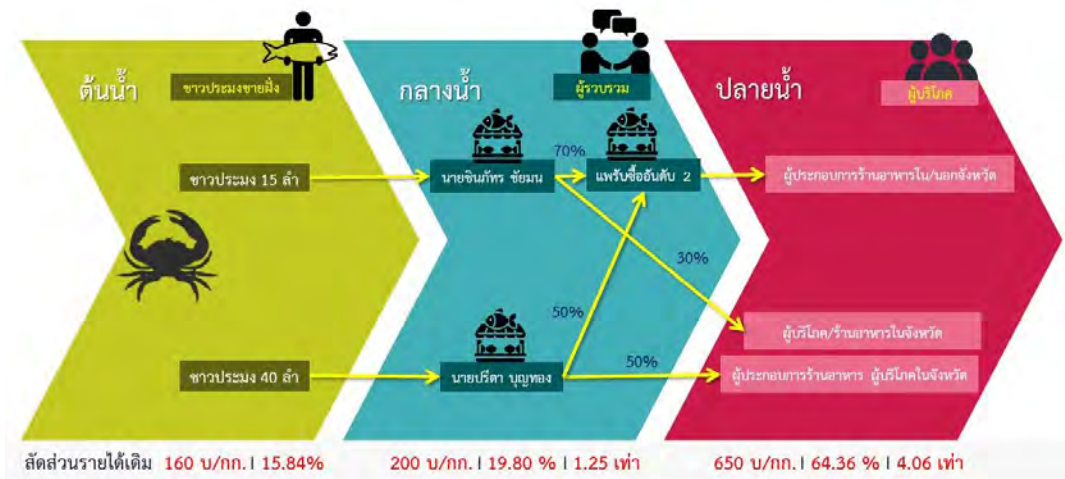 ต้นน้ำ
ชาวประมงชายฝั่ง
กลางน้ำ
ผู้รวบรวม
ปลายน้ำ
ผู้บริโภค
ชาวประมง 15 ลำ
นายชินภัทร ชัยมน
70%
แพรับซื้ออันดับ 2
ผู้ประกอบการร้านอาหารใน/นอกจังหวัด
30%
50%
ผู้บริโภค/ร้านอาหารในจังหวัด
ชาวประมง 40 ลำ
นายปรีดา บุญทอง
50%
ผู้ประกอบการร้านอาหาร ผู้บริโภคในจังหวัด
สัดส่วนรายได้เดิม 160 บ/กก. | 15.84%
200 บ/กก. | 19.80 % | 1.25 เท่า
650 บ/กก. | 64.36 % | 4.06 เท่า